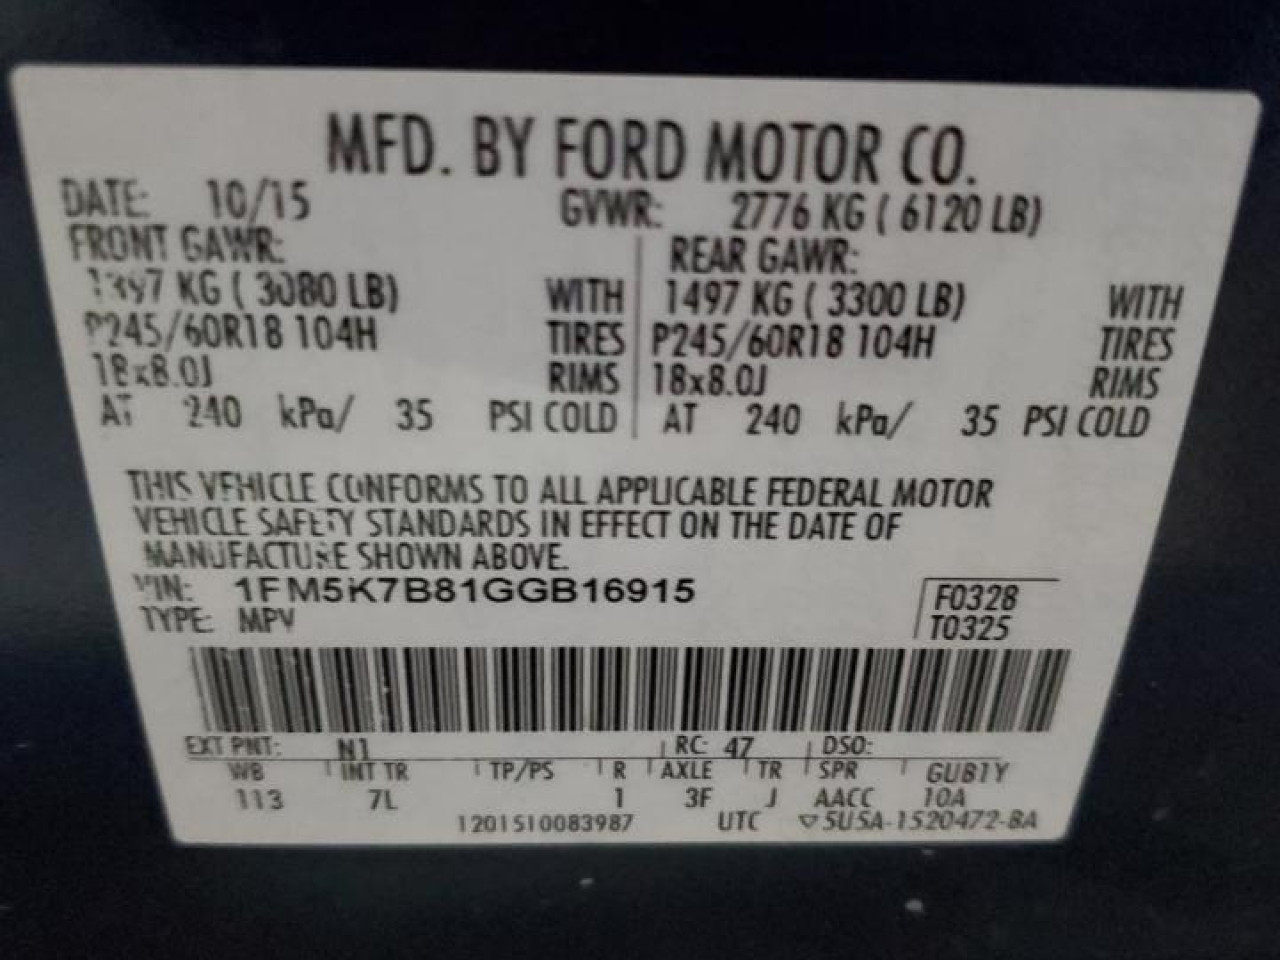 MFD. BY FORD MOTOR CO.
DATE: 10/15 GVWR: 2776 KG ( 6120 LB)
FRONT GAWR: REAR GAWR:
1397 KG ( 3080 LB) WITH 1497 KG ( 3300 LB) WITH
P245/60R18 104H TIRES P245/60R18 104H TIRES
18x8.0J RIMS 18x8.0J RIMS
AT 240 kPa/ 35 PSI COLD AT 240 kPa/ 35 PSI COLD
THIS VEHICLE CONFORMS TO ALL APPLICABLE FEDERAL MOTOR
VEHICLE SAFETY STANDARDS IN EFFECT ON THE DATE OF
MANUFACTURE SHOWN ABOVE.
VIN: 1FM5K7B81GGB16915 F0328
TYPE: MPV T0325
EXT PNT: N1 RC: 47 DSO:
WB INT TR TP/PS R AXLE TR SPR GUB1Y
113 7L 1 3F J AACC 10A
1201510083987 UTC ▽5U5A-1520472-BA